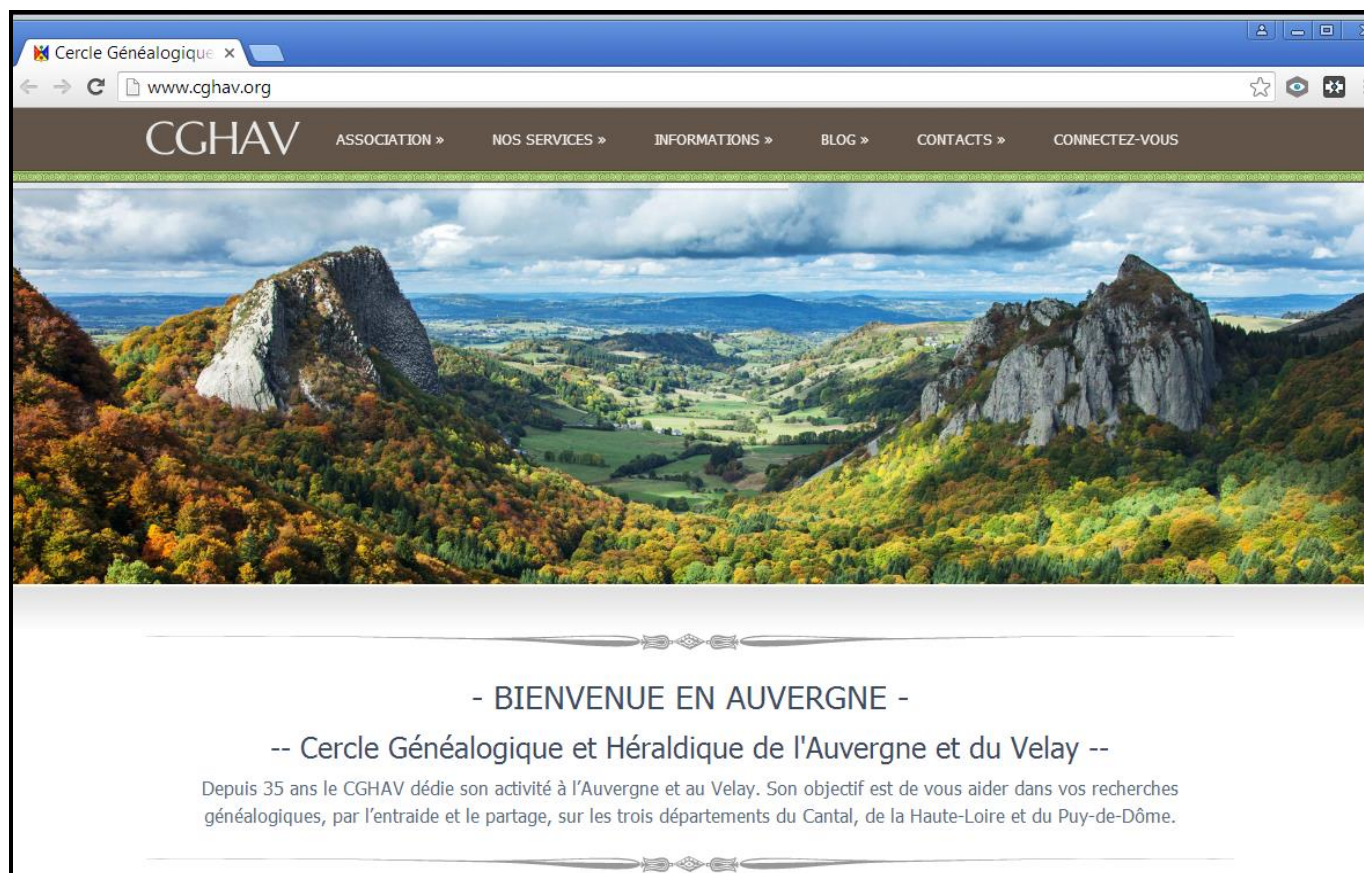 Cercle Généalogique
www.cghav.org
CGHAV ASSOCIATION » NOS SERVICES » INFORMATIONS » BLOG » CONTACTS » CONNECTEZ-VOUS
- BIENVENUE EN AUVERGNE -
-- Cercle Généalogique et Héraldique de l'Auvergne et du Velay --
Depuis 35 ans le CGHAV dédie son activité à l’Auvergne et au Velay. Son objectif est de vous aider dans vos recherches
généalogiques, par l’entraide et le partage, sur les trois départements du Cantal, de la Haute-Loire et du Puy-de-Dôme.